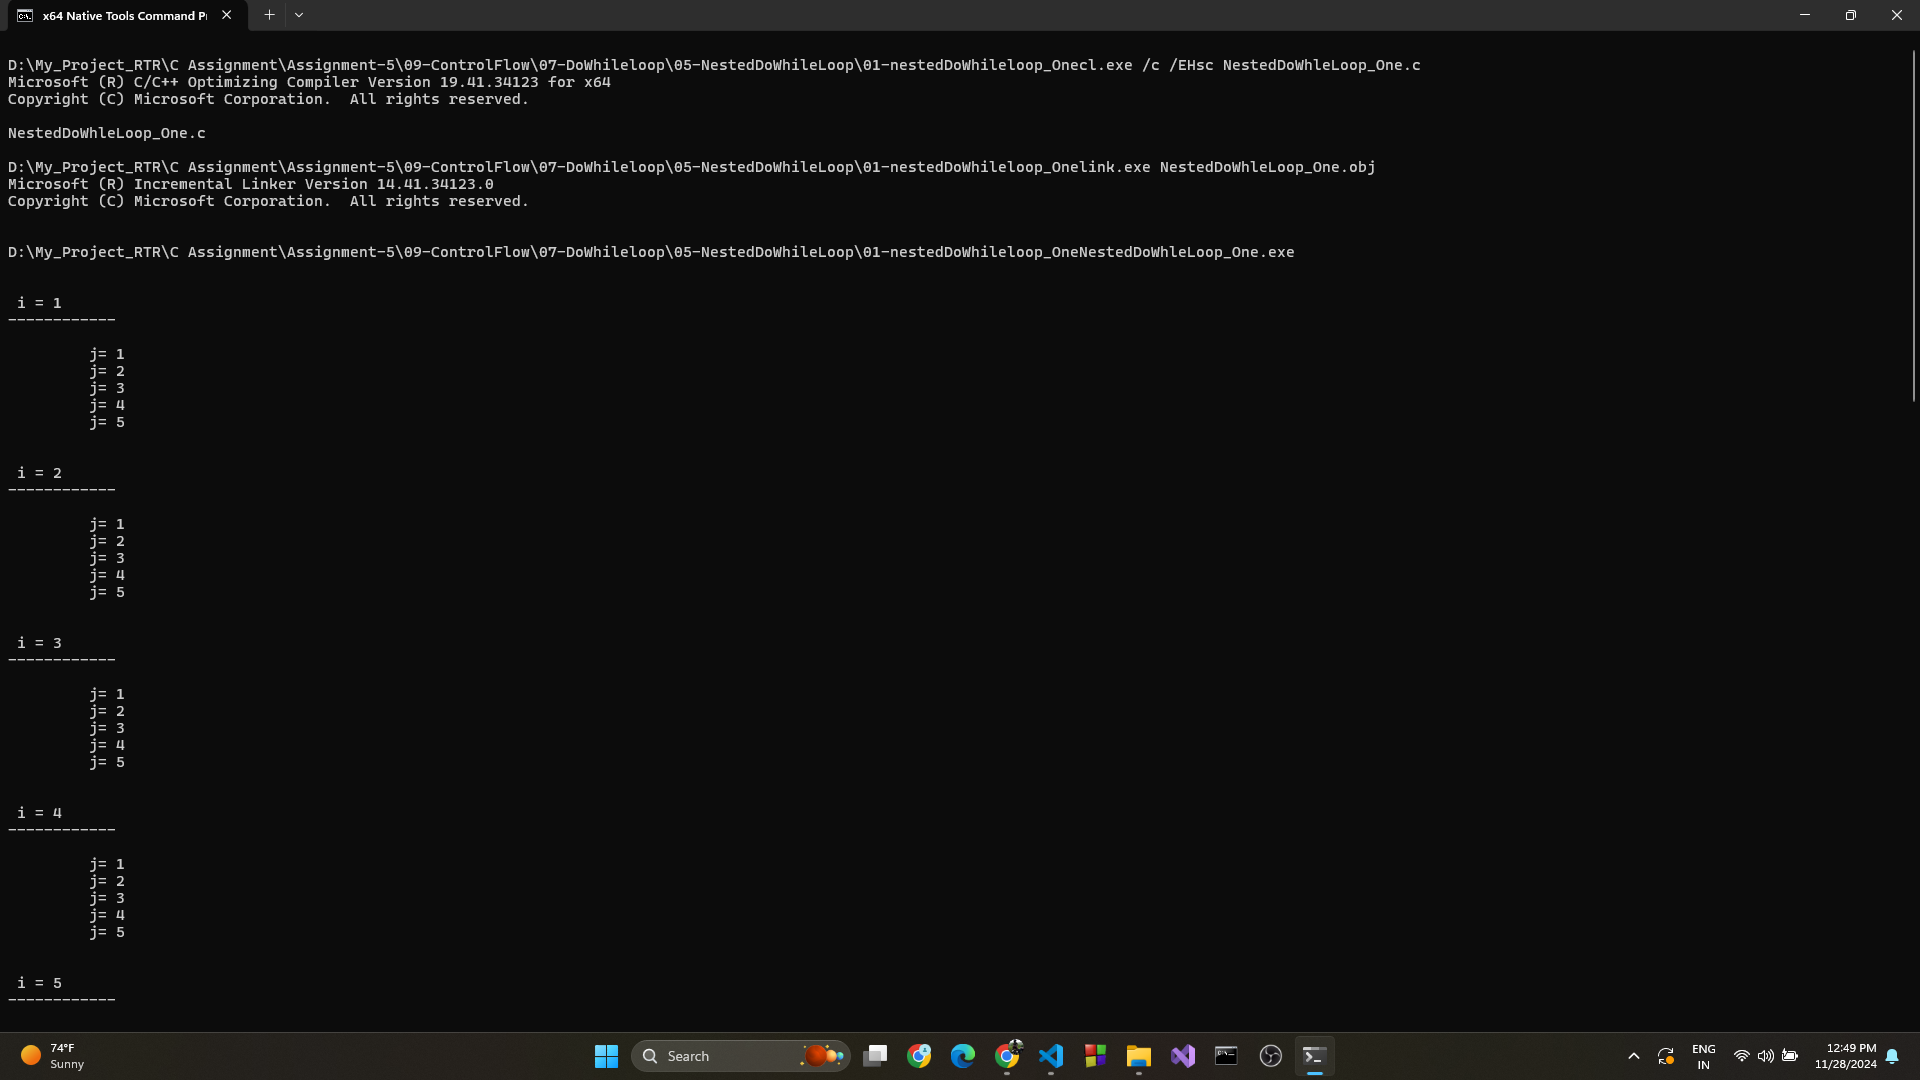 x64 Native Tools Command P
D:\My_Project_RTR\C Assignment\Assignment-5\09-ControlFlow\07-DoWhileloop\05-NestedDoWhileLoop\01-nestedDoWhileloop_Onecl.exe /c /EHsc NestedDoWhleLoop_One.c
Microsoft (R) C/C++ Optimizing Compiler Version 19.41.34123 for x64
Copyright (C) Microsoft Corporation.  All rights reserved.
NestedDoWhleLoop_One.c
D:\My_Project_RTR\C Assignment\Assignment-5\09-ControlFlow\07-DoWhileloop\05-NestedDoWhileLoop\01-nestedDoWhileloop_Onelink.exe NestedDoWhleLoop_One.obj
Microsoft (R) Incremental Linker Version 14.41.34123.0
Copyright (C) Microsoft Corporation.  All rights reserved.
D:\My_Project_RTR\C Assignment\Assignment-5\09-ControlFlow\07-DoWhileloop\05-NestedDoWhileLoop\01-nestedDoWhileloop_OneNestedDoWhleLoop_One.exe
i = 1
------------
j= 1
j= 2
j= 3
j= 4
j= 5
i = 2
------------
j= 1
j= 2
j= 3
j= 4
j= 5
i = 3
------------
j= 1
j= 2
j= 3
j= 4
j= 5
i = 4
------------
j= 1
j= 2
j= 3
j= 4
j= 5
i = 5
------------
74°F
Sunny
Search
ENG
IN
12:49 PM
11/28/2024